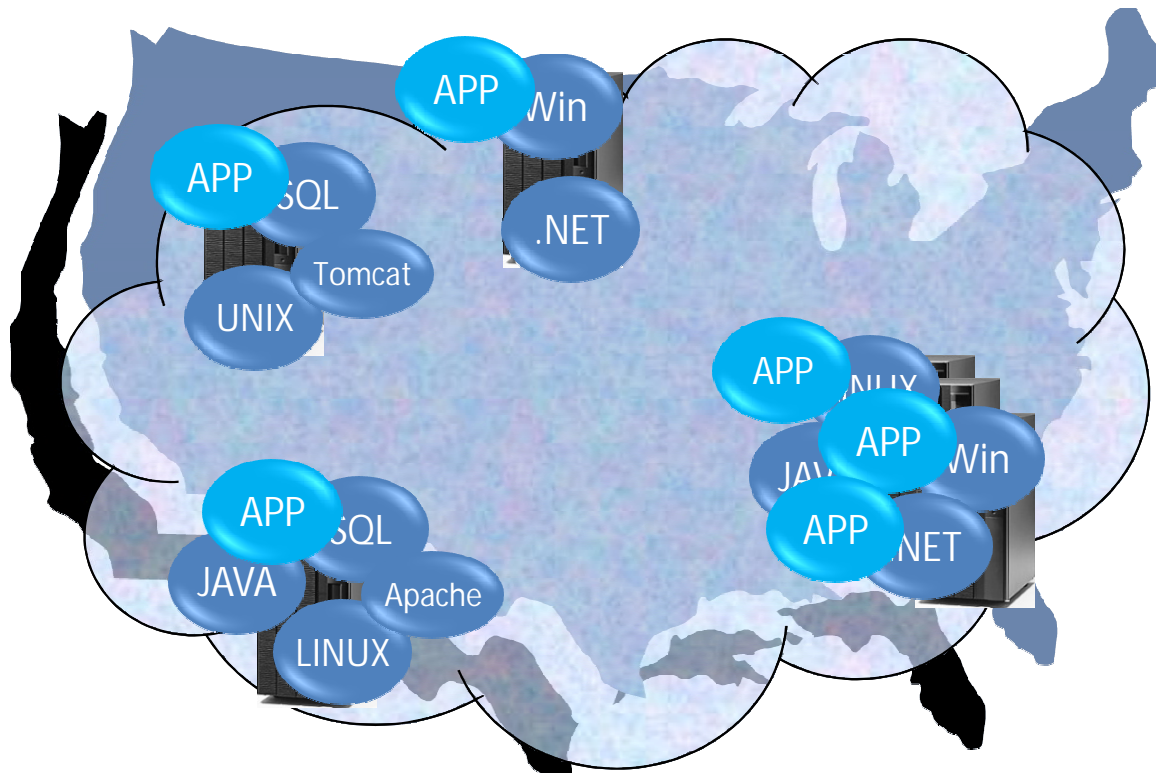 APP
Win
APP
SQL
.NET
Tomcat
UNIX
APP
APP
Win
APP
SQL
APP
.NET
JAVA
Apache
LINUX